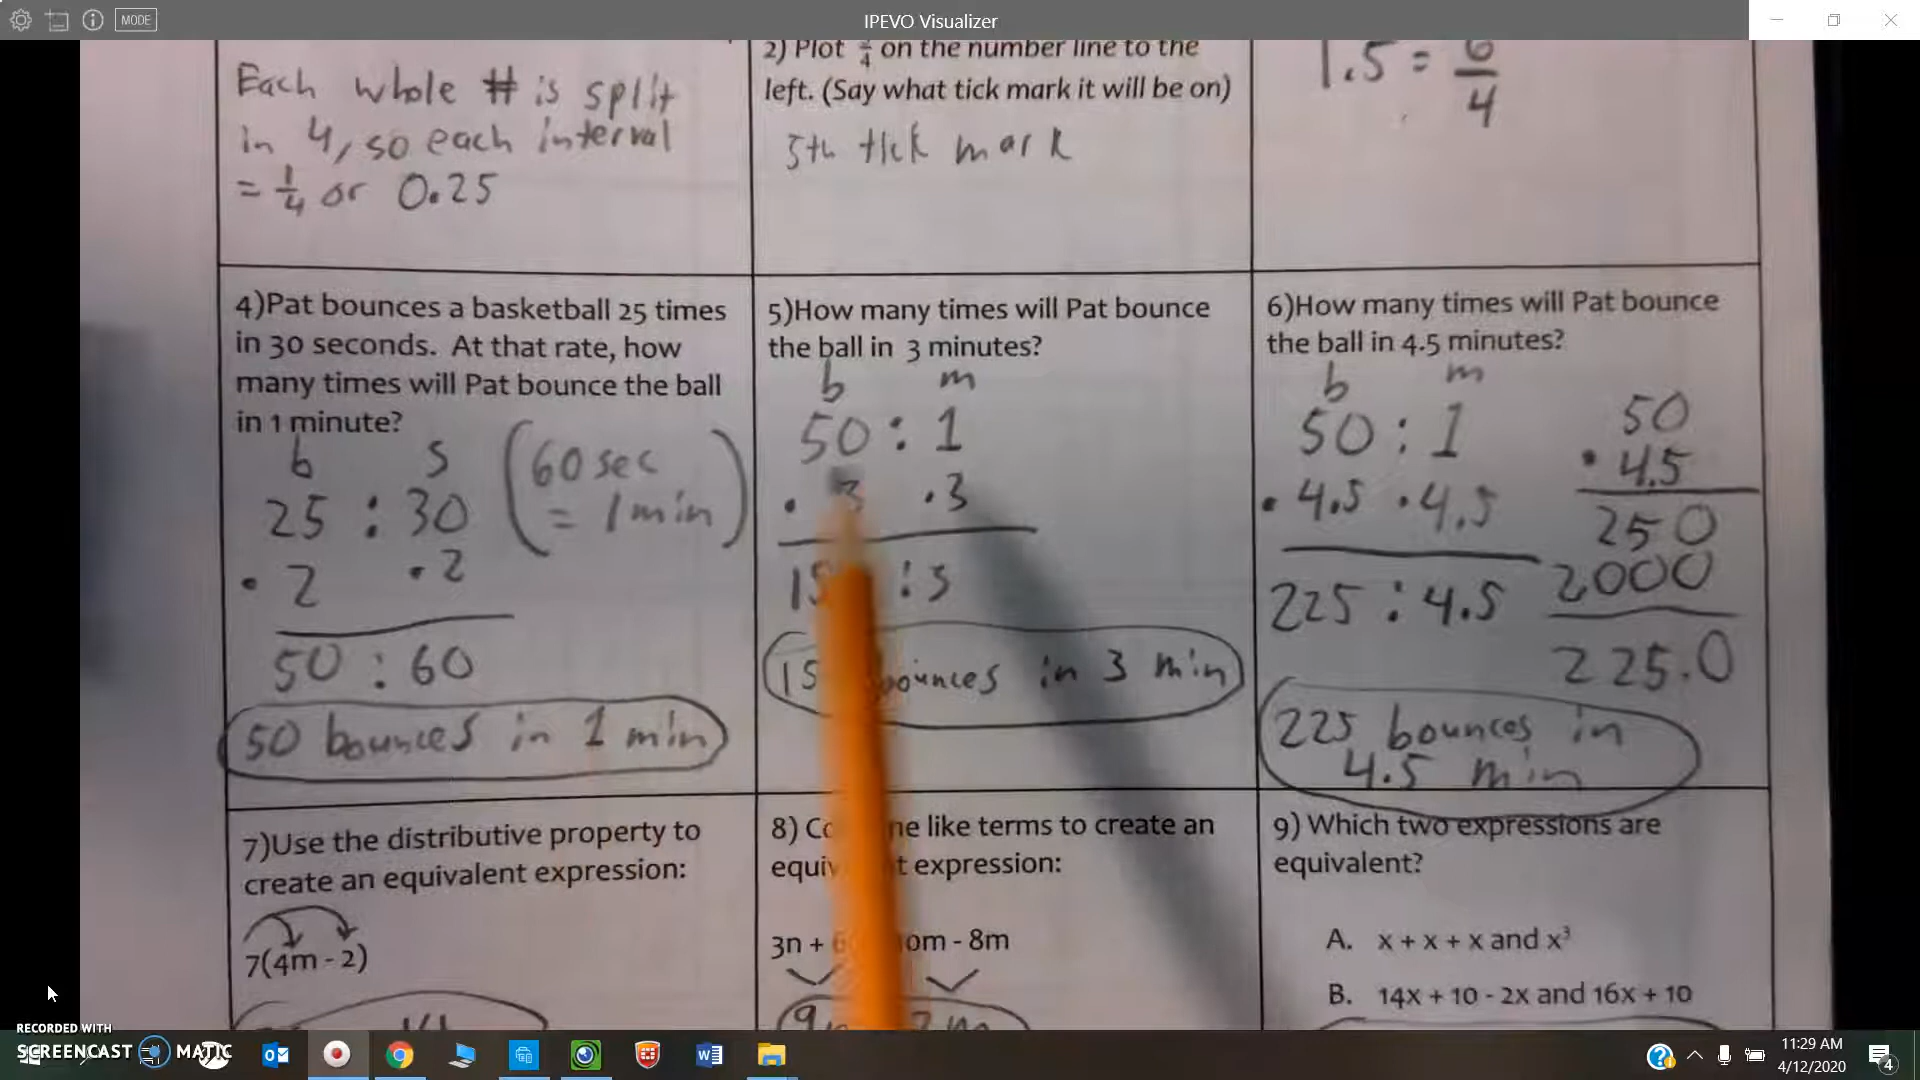 MODE
IPEVO Visualizer
Each whole # is split
in 4, so each interval
= 1/4 or 0.25
2) Plot /4 on the number line to the
left. (Say what tick mark it will be on)
5th tick mark
1.5 = 6/4
4)Pat bounces a basketball 25 times
in 30 seconds. At that rate, how
many times will Pat bounce the ball
in 1 minute?
b s
25 : 30 (60 sec
= 1 min)
• 2 • 2
50 : 60
50 bounces in 1 min
5)How many times will Pat bounce
the ball in 3 minutes?
b m
50 : 1
• 3 • 3
: 3
bounces in 3 min
6)How many times will Pat bounce
the ball in 4.5 minutes?
b m
50 : 1
• 4.5 • 4.5
225 : 4.5
50
• 4.5
250
2000
225.0
225 bounces in
4.5 min
7)Use the distributive property to
create an equivalent expression:
7(4m - 2)
8) like terms to create an
expression:
3n + m - 8m
9) Which two expressions are
equivalent?
A. x + x + x and x³
B. 14x + 10 - 2x and 16x + 10
RECORDED WITH
SCREENCAST MATIC
11:29 AM
4/12/2020
4